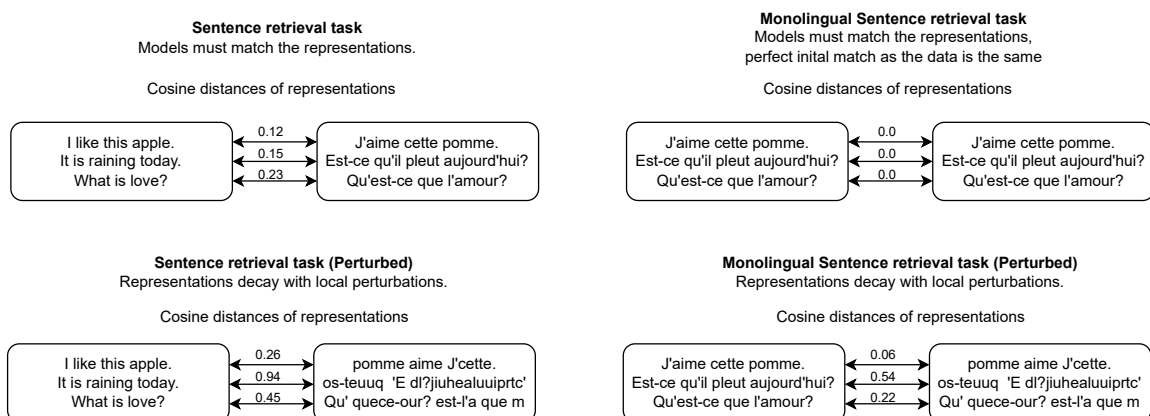 Sentence retrieval task
Models must match the representations.
Cosine distances of representations
I like this apple.
It is raining today.
What is love?
0.12
0.15
0.23
J'aime cette pomme.
Est-ce qu'il pleut aujourd'hui?
Qu'est-ce que l'amour?
Monolingual Sentence retrieval task
Models must match the representations,
perfect inital match as the data is the same
Cosine distances of representations
J'aime cette pomme.
Est-ce qu'il pleut aujourd'hui?
Qu'est-ce que l'amour?
0.0
0.0
0.0
J'aime cette pomme.
Est-ce qu'il pleut aujourd'hui?
Qu'est-ce que l'amour?
Sentence retrieval task (Perturbed)
Representations decay with local perturbations.
Cosine distances of representations
I like this apple.
It is raining today.
What is love?
0.26
0.94
0.45
pomme aime J'cette.
os-teuuq 'E dl?jiuhealuuiprtc'
Qu' quece-our? est-l'a que m
Monolingual Sentence retrieval task (Perturbed)
Representations decay with local perturbations.
Cosine distances of representations
J'aime cette pomme.
Est-ce qu'il pleut aujourd'hui?
Qu'est-ce que l'amour?
0.06
0.54
0.22
pomme aime J'cette.
os-teuuq 'E dl?jiuhealuuiprtc'
Qu' quece-our? est-l'a que m